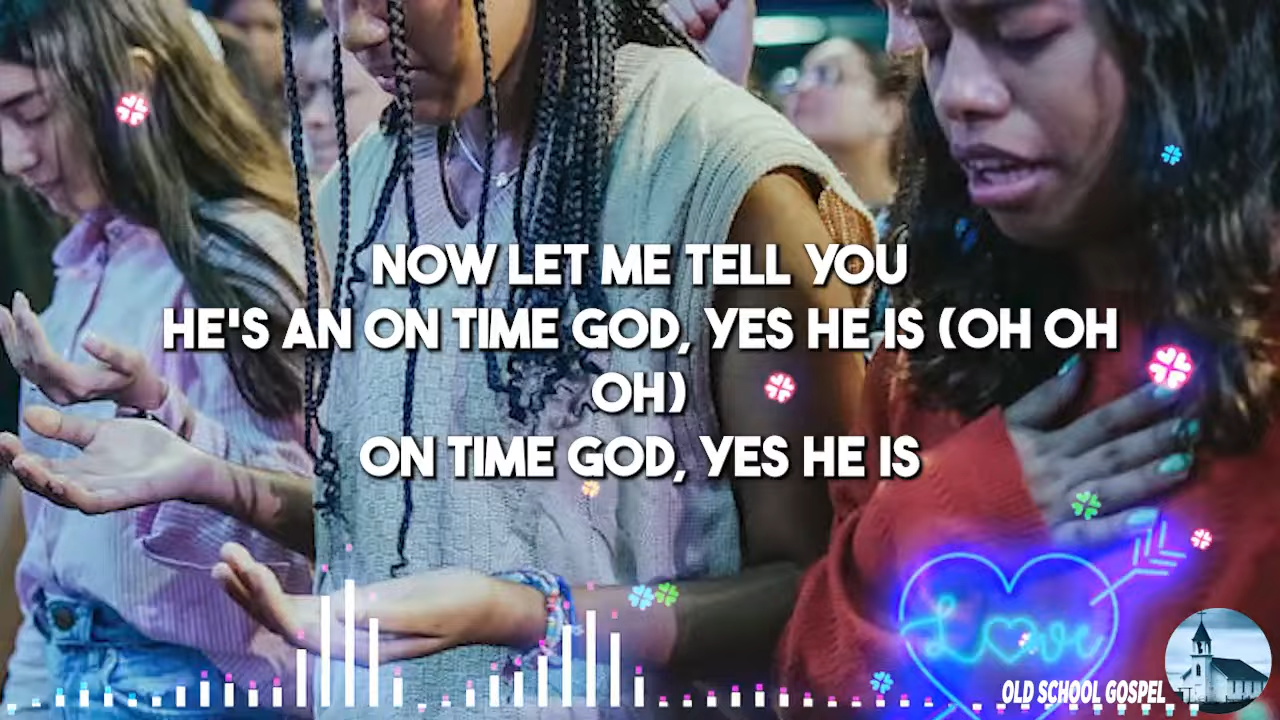 NOW LET ME TELL YOU
HE'S AN ON TIME GOD, YES HE IS (OH OH
OH)
ON TIME GOD, YES HE IS
Love
OLD SCHOOL GOSPEL